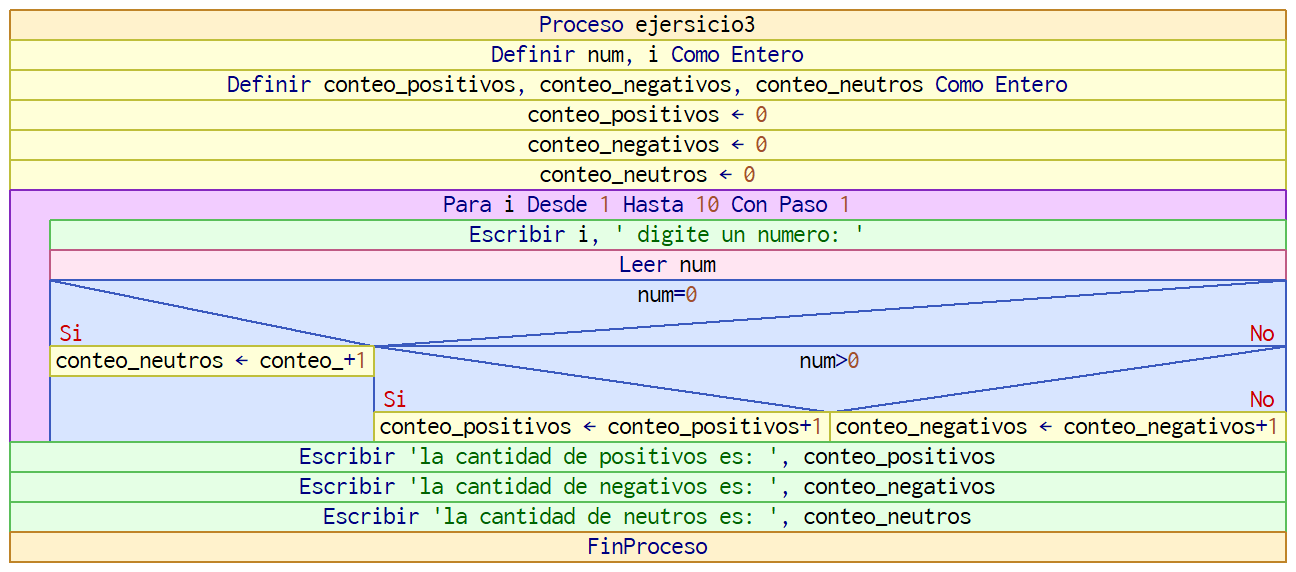 Proceso ejersicio3
Definir num, i Como Entero
Definir conteo_positivos, conteo_negativos, conteo_neutros Como Entero
conteo_positivos ← 0
conteo_negativos ← 0
conteo_neutros ← 0
Para i Desde 1 Hasta 10 Con Paso 1
Escribir i, ' digite un numero: '
Leer num
num=0
Si No
conteo_neutros ← conteo_+1
num>0
Si No
conteo_positivos ← conteo_positivos+1
conteo_negativos ← conteo_negativos+1
Escribir 'la cantidad de positivos es: ', conteo_positivos
Escribir 'la cantidad de negativos es: ', conteo_negativos
Escribir 'la cantidad de neutros es: ', conteo_neutros
FinProceso